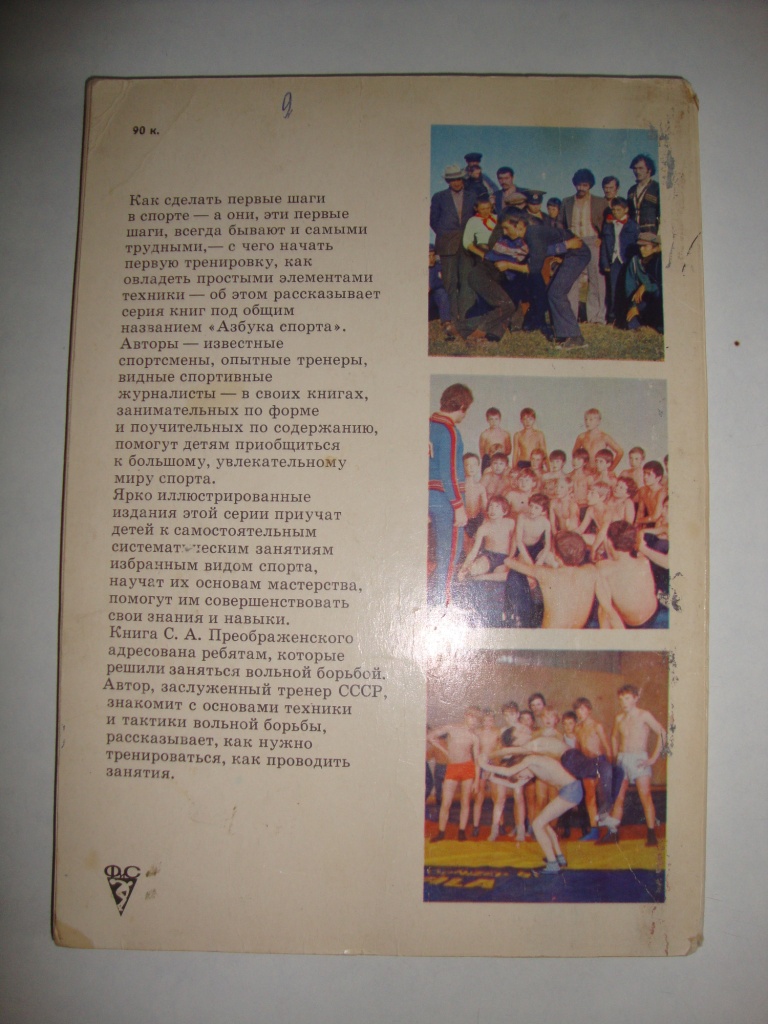 9
90 к.
Как сделать первые шаги
в спорте — а они, эти первые
шаги, всегда бывают и самыми
трудными,— с чего начать
первую тренировку, как
овладеть простыми элементами
техники — об этом рассказывает
серия книг под общим
названием «Азбука спорта».
Авторы — известные
спортсмены, опытные тренеры,
видные спортивные
журналисты — в своих книгах,
занимательных по форме
и поучительных по содержанию,
помогут детям приобщиться
к большому, увлекательному
миру спорта.
Ярко иллюстрированные
издания этой серии приучат
детей к самостоятельным
систематическим занятиям
избранным видом спорта,
научат их основам мастерства,
помогут им совершенствовать
свои знания и навыки.
Книга С. А. Преображенского
адресована ребятам, которые
решили заняться вольной борьбой.
Автор, заслуженный тренер СССР,
знакомит с основами техники
и тактики вольной борьбы,
рассказывает, как нужно
тренироваться, как проводить
занятия.
ФиС